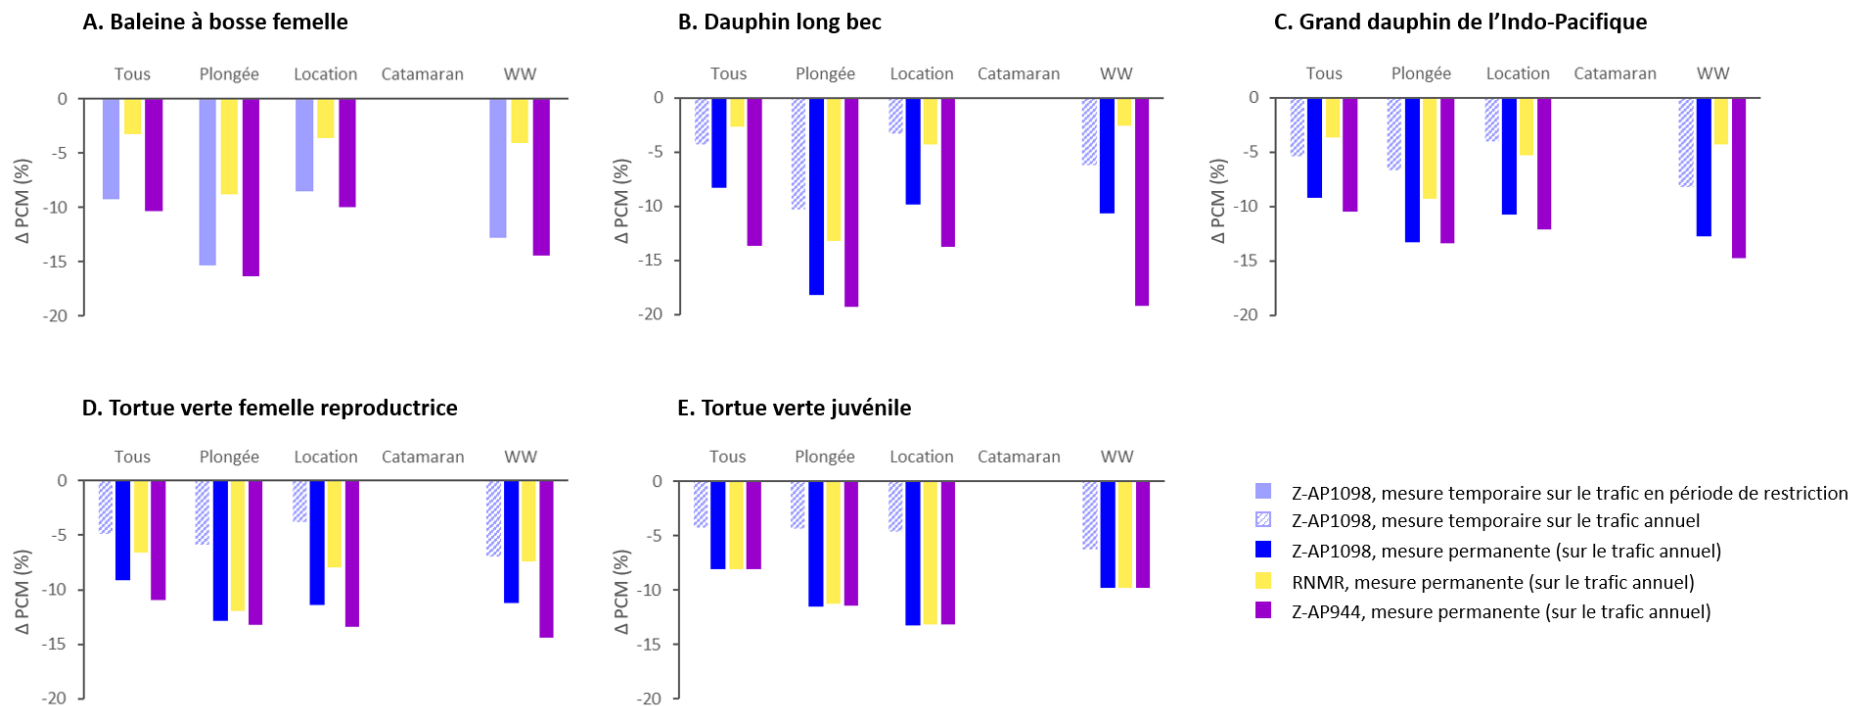 A. Baleine à bosse femelle
Tous Plongée Location Catamaran WW
0
-5
-10
-15
-20
Δ PCM (%)
B. Dauphin long bec
Tous Plongée Location Catamaran WW
0
-5
-10
-15
-20
Δ PCM (%)
C. Grand dauphin de l’Indo-Pacifique
Tous Plongée Location Catamaran WW
0
-5
-10
-15
-20
Δ PCM (%)
D. Tortue verte femelle reproductrice
Tous Plongée Location Catamaran WW
0
-5
-10
-15
-20
Δ PCM (%)
E. Tortue verte juvénile
Tous Plongée Location Catamaran WW
0
-5
-10
-15
-20
Δ PCM (%)
Z-AP1098, mesure temporaire sur le trafic en période de restriction
Z-AP1098, mesure temporaire sur le trafic annuel
Z-AP1098, mesure permanente (sur le trafic annuel)
RNMR, mesure permanente (sur le trafic annuel)
Z-AP944, mesure permanente (sur le trafic annuel)